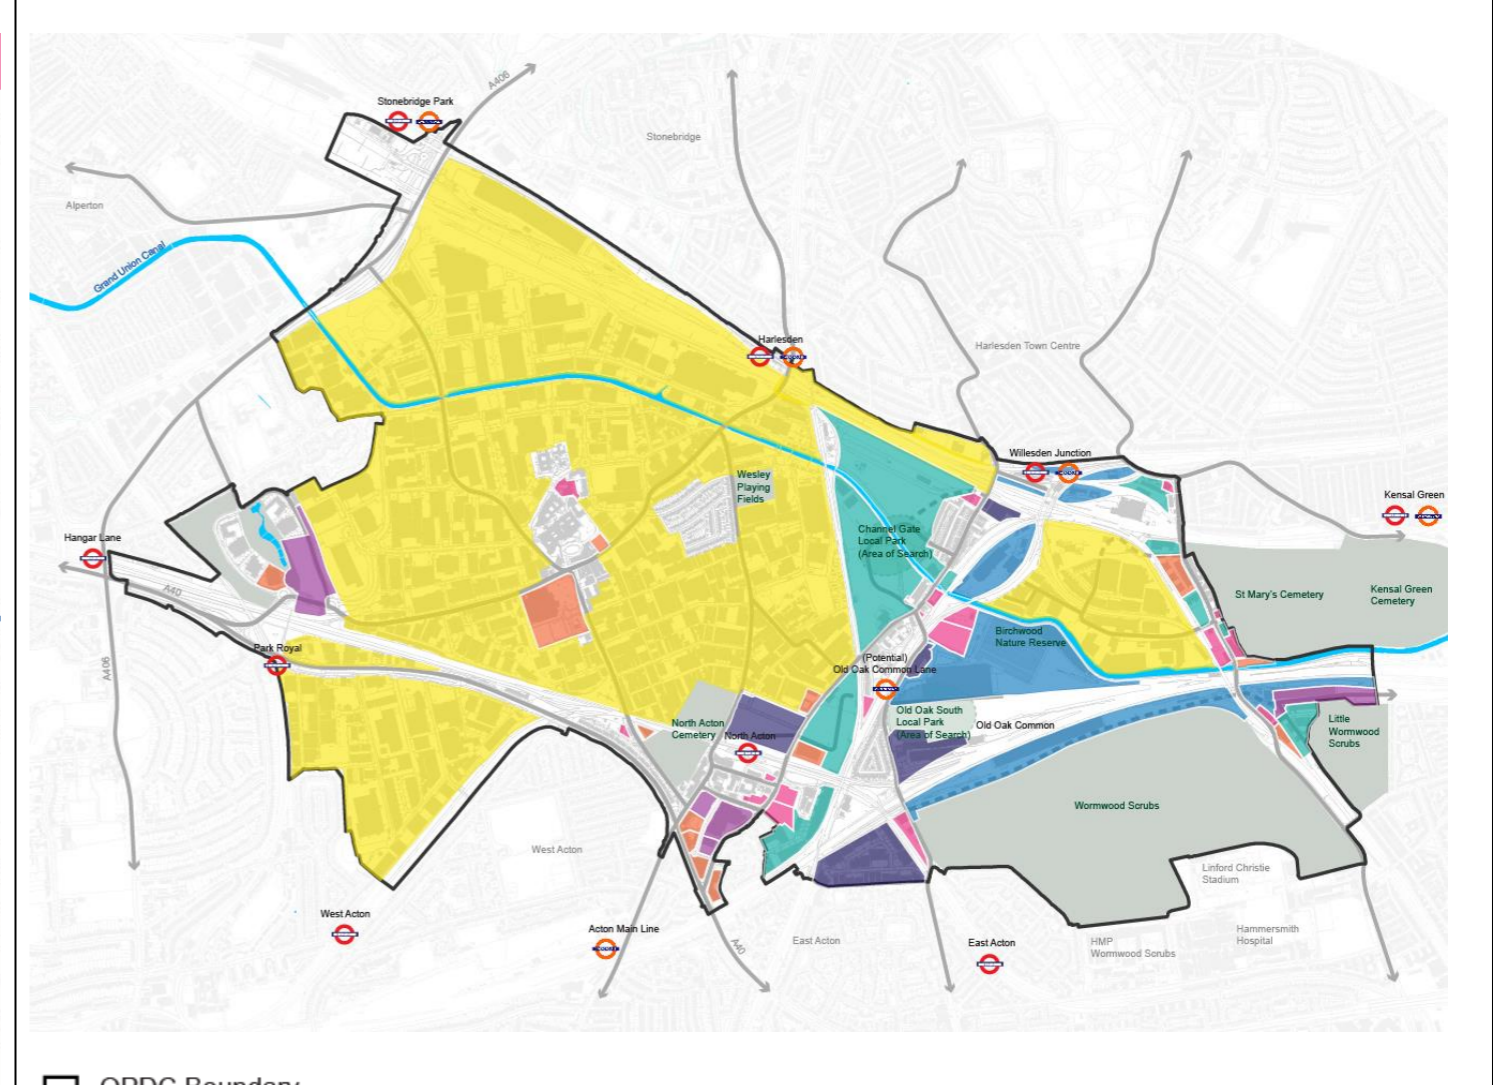 A406
Stonebridge Park
Stonebridge
Alperton
Grand Union Canal
Harlesden
Harlesden Town Centre
Willesden Junction
Wesley
Playing
Fields
Kensal Green
Channel Gate
Local Park
(Area of Search)
Hangar Lane
A40
St Mary's Cemetery
Kensal Green
Cemetery
Birchwood
Nature Reserve
Park Royal
A406
(Potential)
Old Oak Common Lane
Old Oak South
Local Park
(Area of Search)
Old Oak Common
North Acton
Cemetery
North Acton
Little
Wormwood
Scrubs
Wormwood Scrubs
West Acton
Linford Christie
Stadium
West Acton
Acton Main Line
A40
East Acton
East Acton
HMP
Wormwood Scrubs
Hammersmith
Hospital
OPDC Boundary